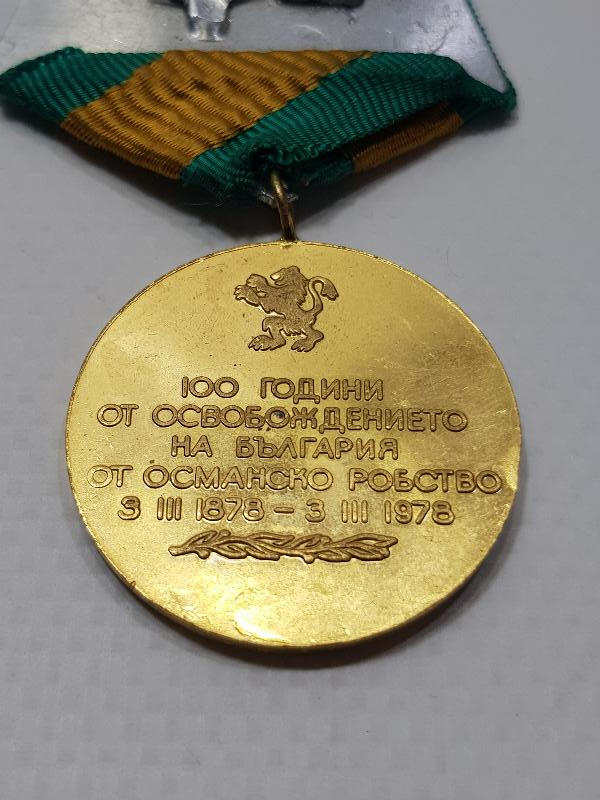 100 ГОДИНИ
ОТ ОСВОБОЖДЕНИЕТО
НА БЪЛГАРИЯ
ОТ ОСМАНСКО РОБСТВО
3 III 1878 – 3 III 1978